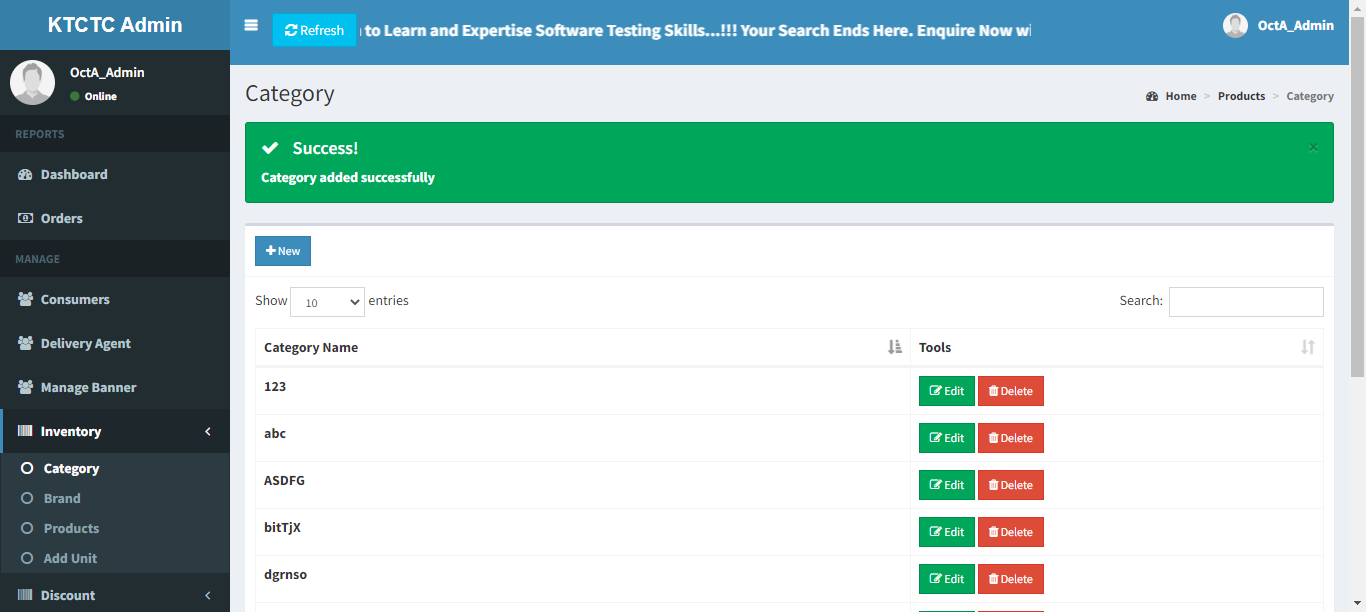 KTCTC Admin
Refresh
to Learn and Expertise Software Testing Skills...!!! Your Search Ends Here. Enquire Now wi
OctA_Admin
OctA_Admin
Online
REPORTS
Dashboard
Orders
MANAGE
Consumers
Delivery Agent
Manage Banner
Inventory
Category
Brand
Products
Add Unit
Discount
Category
Home > Products > Category
Success!
×
Category added successfully
New
Show 10 entries
Search:
Category Name
Tools
123
Edit Delete
abc
Edit Delete
ASDFG
Edit Delete
bitTjX
Edit Delete
dgrnso
Edit Delete